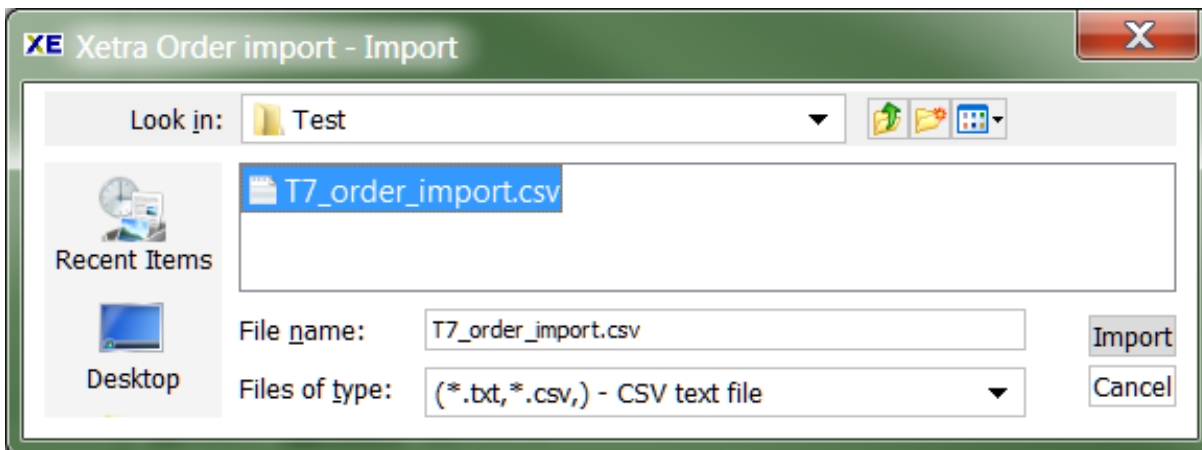 XE Xetra Order import - Import
Look in: Test
T7_order_import.csv
Recent Items
File name: T7_order_import.csv
Import
Desktop
Files of type: (*.txt,*.csv,) - CSV text file
Cancel